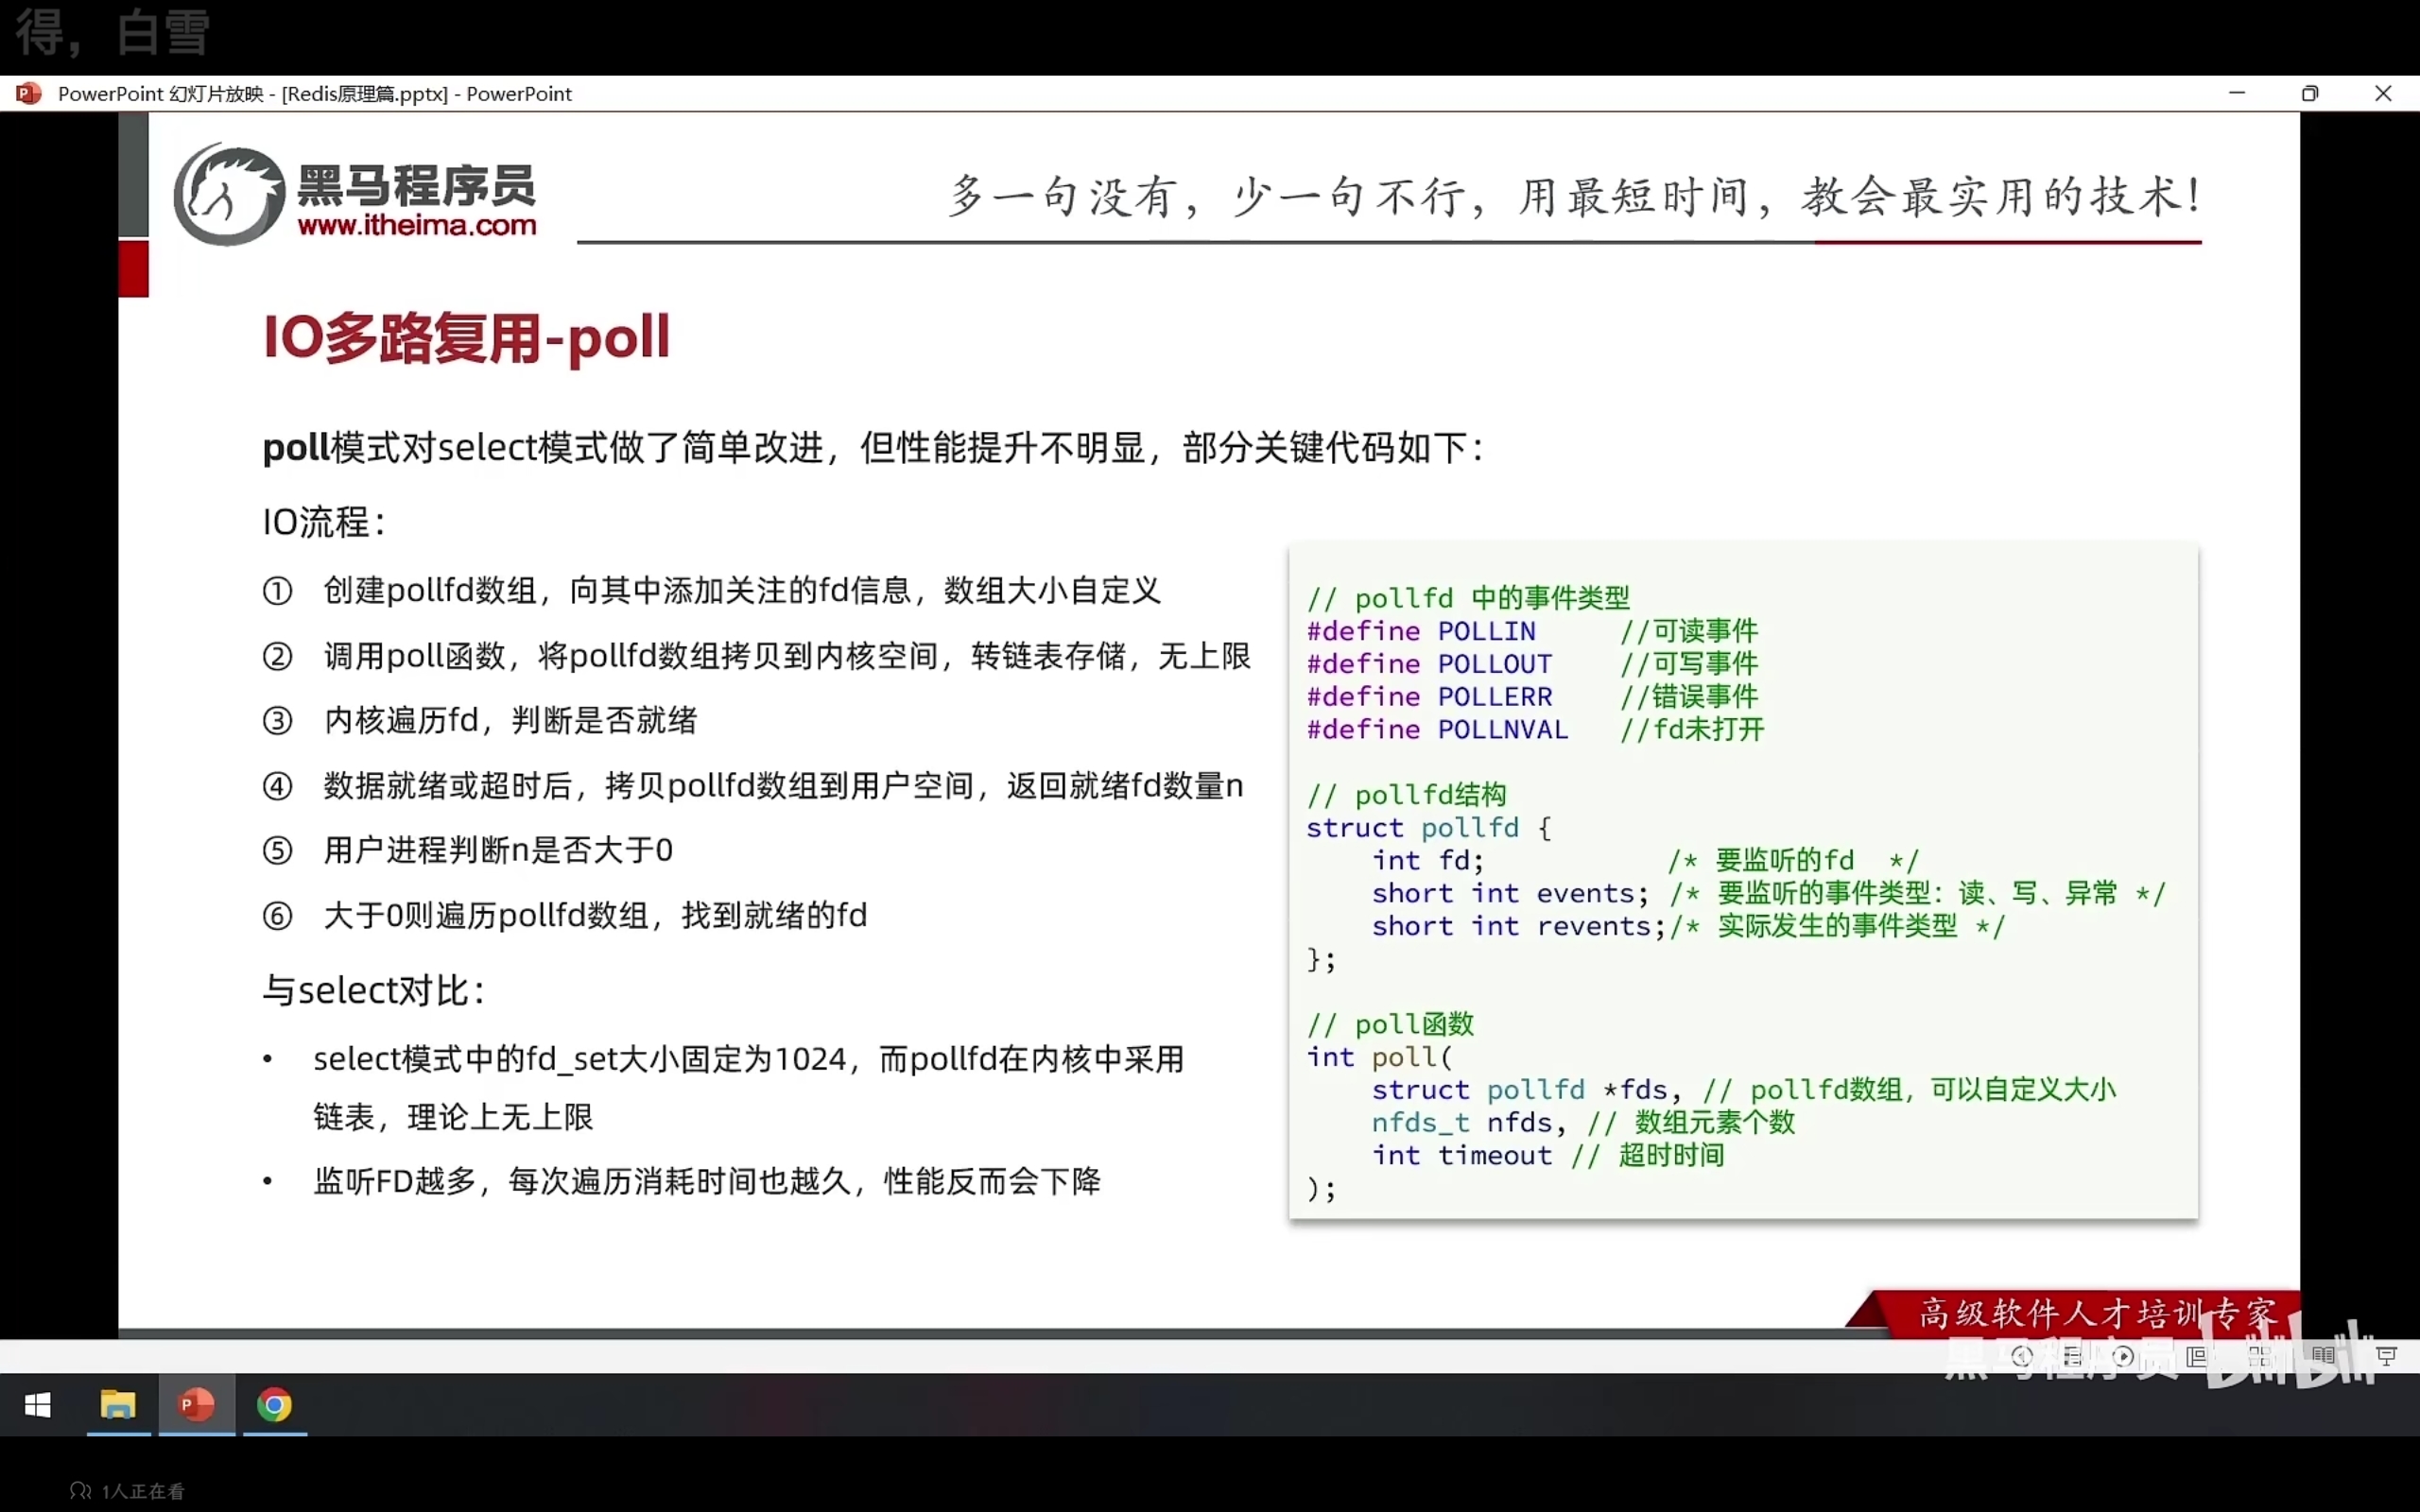 得，白雪
PowerPoint 幻灯片放映 - [Redis原理篇.pptx] - PowerPoint
黑马程序员
www.itheima.com
多一句没有，少一句不行，用最短时间，教会最实用的技术！
IO多路复用-poll
poll模式对select模式做了简单改进，但性能提升不明显，部分关键代码如下：
IO流程：
① 创建pollfd数组，向其中添加关注的fd信息，数组大小自定义
② 调用poll函数，将pollfd数组拷贝到内核空间，转链表存储，无上限
③ 内核遍历fd，判断是否就绪
④ 数据就绪或超时后，拷贝pollfd数组到用户空间，返回就绪fd数量n
⑤ 用户进程判断n是否大于0
⑥ 大于0则遍历pollfd数组，找到就绪的fd
与select对比：
• select模式中的fd_set大小固定为1024，而pollfd在内核中采用
链表，理论上无上限
• 监听FD越多，每次遍历消耗时间也越久，性能反而会下降
// pollfd 中的事件类型
#define POLLIN     //可读事件
#define POLLOUT    //可写事件
#define POLLERR    //错误事件
#define POLLNVAL   //fd未打开
// pollfd结构
struct pollfd {
    int fd;           /* 要监听的fd  */
    short int events; /* 要监听的事件类型：读、写、异常 */
    short int revents;/* 实际发生的事件类型 */
};
// poll函数
int poll(
    struct pollfd *fds, // pollfd数组，可以自定义大小
    nfds_t nfds, // 数组元素个数
    int timeout // 超时时间
);
高级软件人才培训专家
黑马程序员 bilibili
1人正在看